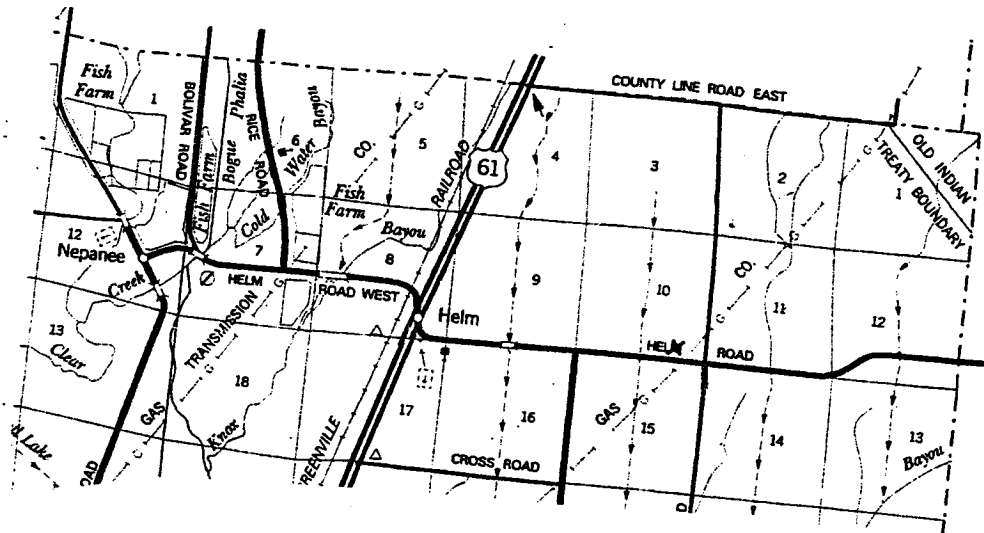 Fish
Farm
1
BOLIVAR ROAD
Fish Farm
Bogue Phalia
RICE ROAD
6
Cold Water Bayou
CO.
5
RAILROAD
61
4
COUNTY LINE ROAD EAST
3
2
G
1
OLD INDIAN
TREATY BOUNDARY
Fish
Farm
Bayou
12
Nepanee
7
8
9
10
CO.
11
12
Creek
HELM
ROAD WEST
G
TRANSMISSION
Helm
13
Clear
HELM
ROAD
G
GAS
18
17
16
GAS
15
14
13
Knox
Lake
CROSS ROAD
Bayou
G